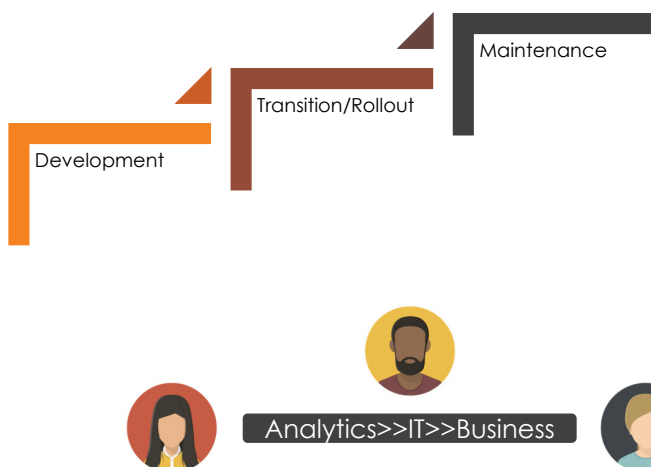 Maintenance
Transition/Rollout
Development
Analytics>>IT>>Business